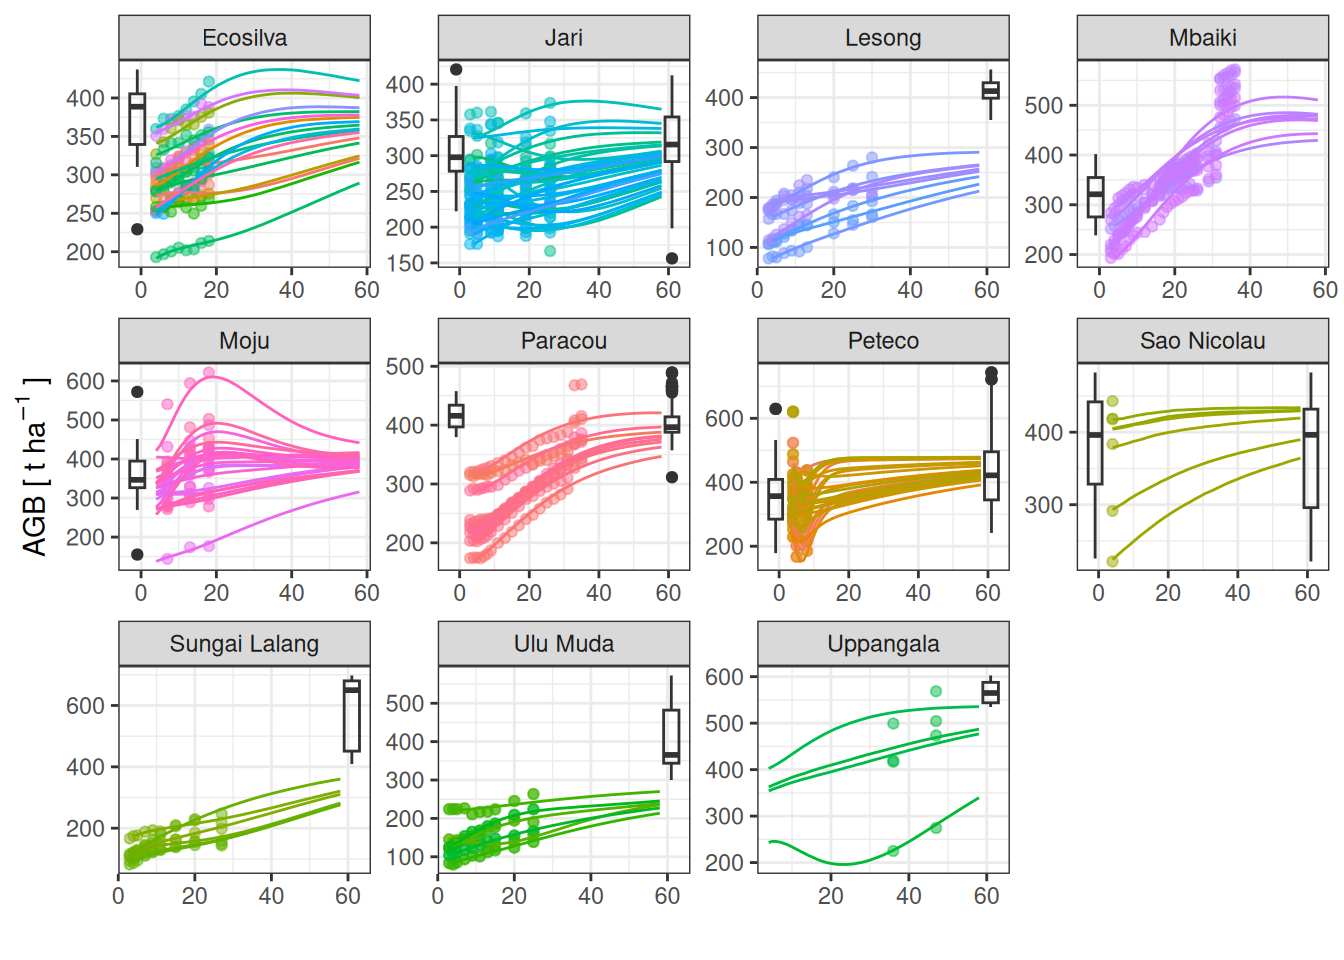 Ecosilva Jari Lesong Mbaiki
400 350 300 250 200
400 350 300 250 200 150
400 300 200 100
500 400 300 200
0 20 40 60 0 20 40 60 0 20 40 60 0 20 40 60
Moju Paracou Peteco Sao Nicolau
AGB [ t ha⁻¹ ]
600 500 400 300 200
500 400 300 200
600 400 200
400 300
0 20 40 60 0 20 40 60 0 20 40 60 0 20 40 60
Sungai Lalang Ulu Muda Uppangala
600 400 200
500 400 300 200 100
600 500 400 300 200
0 20 40 60 0 20 40 60 20 40 60